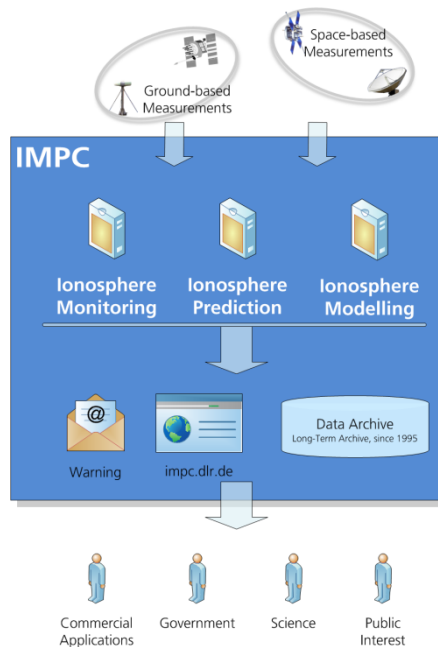 Ground-based
Measurements
Space-based
Measurements
IMPC
Ionosphere
Monitoring
Ionosphere
Prediction
Ionosphere
Modelling
@
Warning
impc.dlr.de
Data Archive
Long-Term Archive, since 1995
Commercial
Applications
Government
Science
Public
Interest